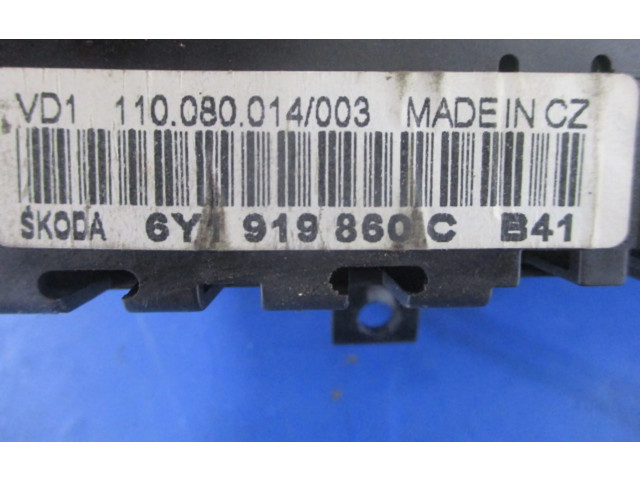 VD1 110.080.014/003 MADE IN CZ
ŠKODA 6Y1 919 860 C B41